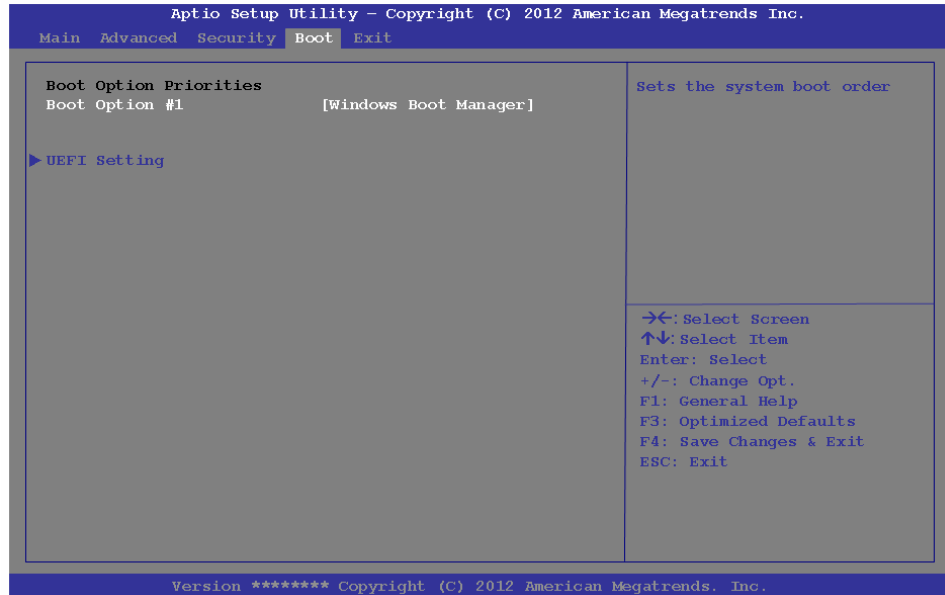 Aptio Setup Utility – Copyright (C) 2012 American Megatrends Inc.
Main Advanced Security Boot Exit
Boot Option Priorities
Boot Option #1 [Windows Boot Manager]
▶ UEFI Setting
Sets the system boot order
→←: Select Screen
↑↓: Select Item
Enter: Select
+/-: Change Opt.
F1: General Help
F3: Optimized Defaults
F4: Save Changes & Exit
ESC: Exit
Version ******** Copyright (C) 2012 American Megatrends. Inc.